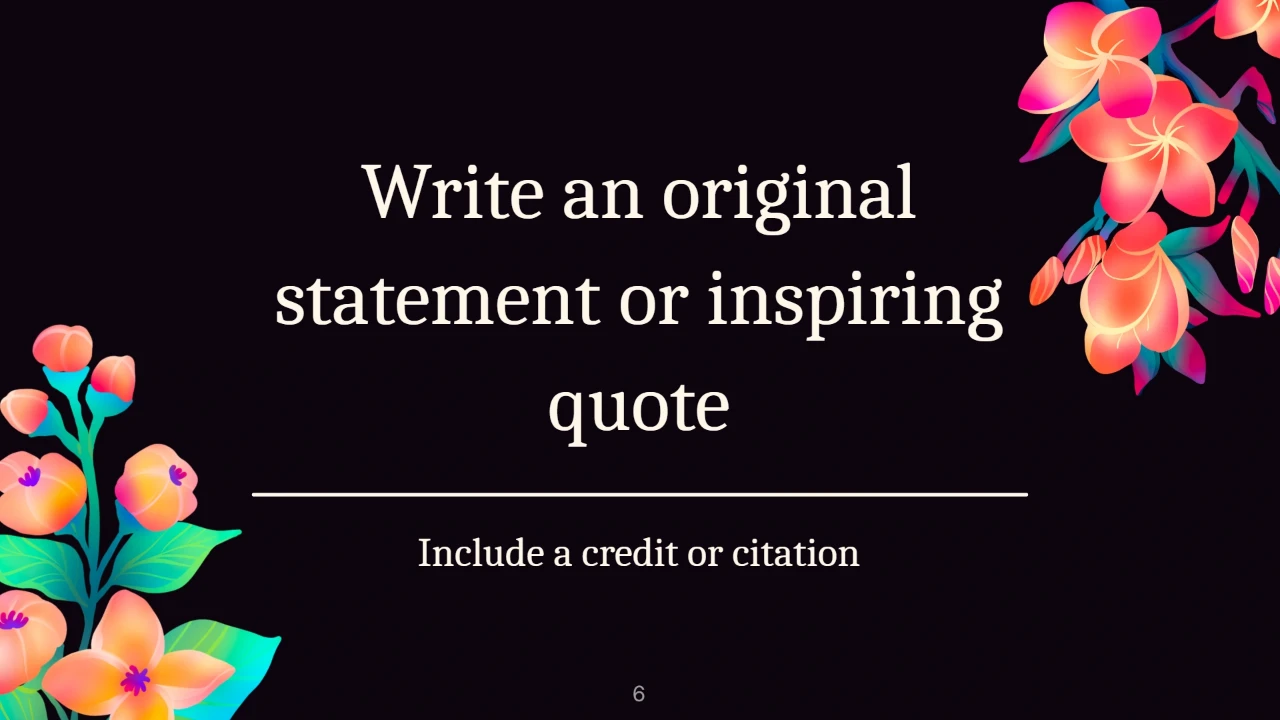 Write an original
statement or inspiring
quote
Include a credit or citation
6